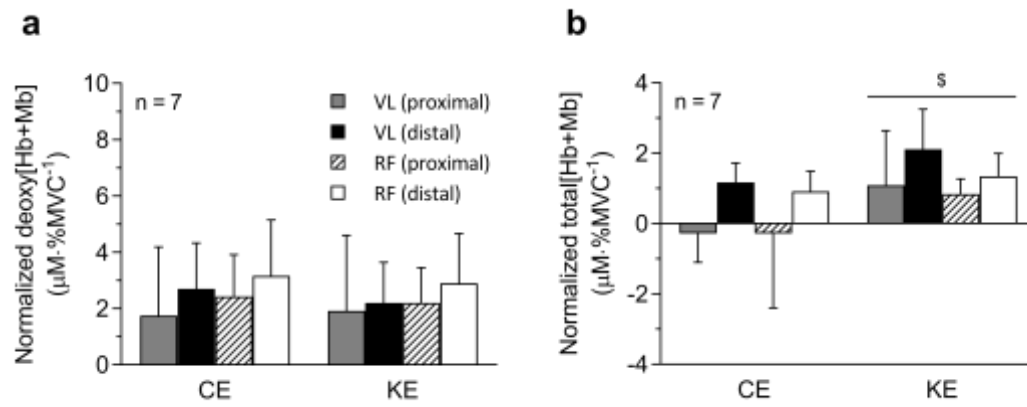 a
Normalized deoxy[Hb+Mb]
(μM·%MVC⁻¹)
10
8
6
4
2
0
n = 7
VL (proximal)
VL (distal)
RF (proximal)
RF (distal)
CE
KE
b
Normalized total[Hb+Mb]
(μM·%MVC⁻¹)
4
2
0
-2
-4
n = 7
$
CE
KE